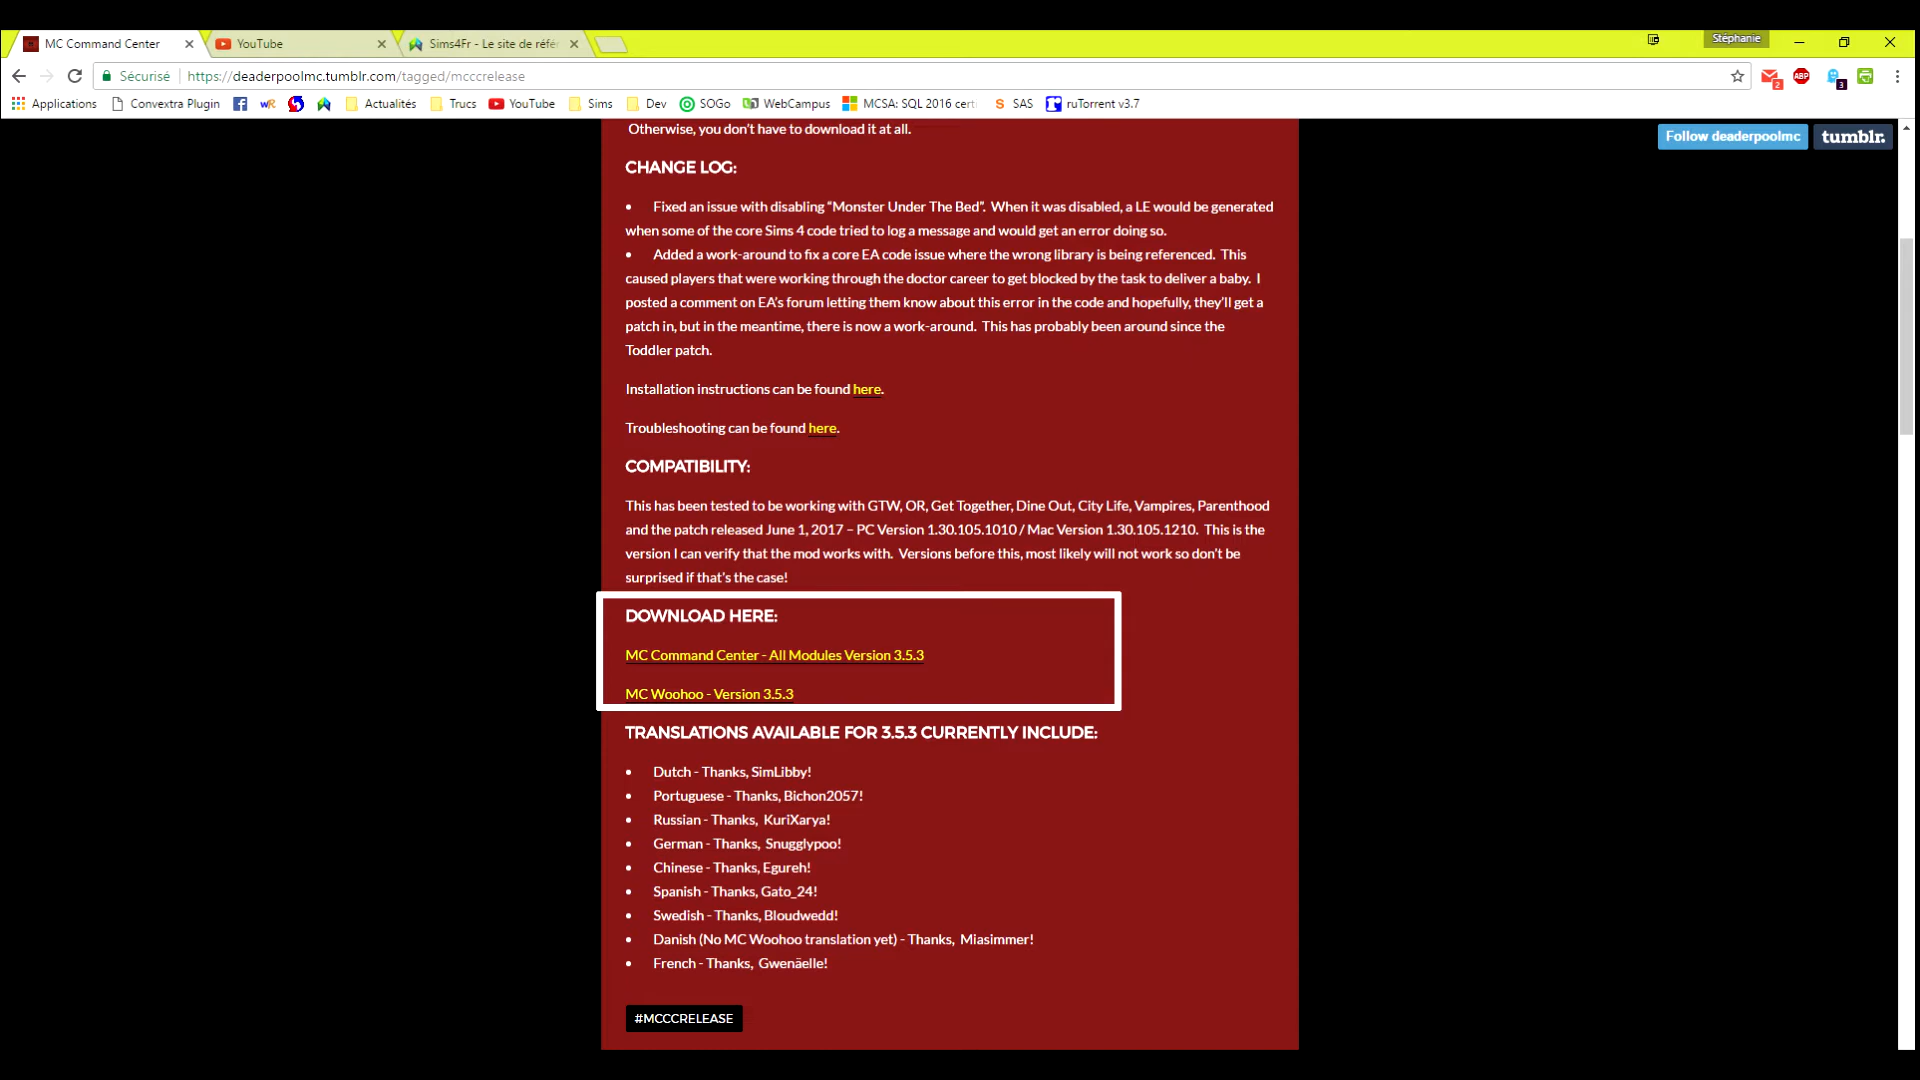 MC Command Center
YouTube
Sims4Fr - Le site de réfé
Stéphanie
Sécurisé
https://deaderpoolmc.tumblr.com/tagged/mcccrelease
ABP
2
3
Applications
Convextra Plugin
wR
Actualités
Trucs
YouTube
Sims
Dev
SOGo
WebCampus
MCSA: SQL 2016 certi
S SAS
ruTorrent v3.7
Otherwise, you don't have to download it at all.
Follow deaderpoolmc
tumblr.
CHANGE LOG:
• Fixed an issue with disabling “Monster Under The Bed”. When it was disabled, a LE would be generated
when some of the core Sims 4 code tried to log a message and would get an error doing so.
• Added a work-around to fix a core EA code issue where the wrong library is being referenced. This
caused players that were working through the doctor career to get blocked by the task to deliver a baby. I
posted a comment on EA's forum letting them know about this error in the code and hopefully, they'll get a
patch in, but in the meantime, there is now a work-around. This has probably been around since the
Toddler patch.
Installation instructions can be found here.
Troubleshooting can be found here.
COMPATIBILITY:
This has been tested to be working with GTW, OR, Get Together, Dine Out, City Life, Vampires, Parenthood
and the patch released June 1, 2017 – PC Version 1.30.105.1010 / Mac Version 1.30.105.1210. This is the
version I can verify that the mod works with. Versions before this, most likely will not work so don't be
surprised if that's the case!
DOWNLOAD HERE:
MC Command Center - All Modules Version 3.5.3
MC Woohoo - Version 3.5.3
TRANSLATIONS AVAILABLE FOR 3.5.3 CURRENTLY INCLUDE:
• Dutch - Thanks, SimLibby!
• Portuguese - Thanks, Bichon2057!
• Russian - Thanks, KuriXarya!
• German - Thanks, Snugglypoo!
• Chinese - Thanks, Egureh!
• Spanish - Thanks, Gato_24!
• Swedish - Thanks, Bloudwedd!
• Danish (No MC Woohoo translation yet) - Thanks, Miasimmer!
• French - Thanks, Gwenäelle!
#MCCCRELEASE